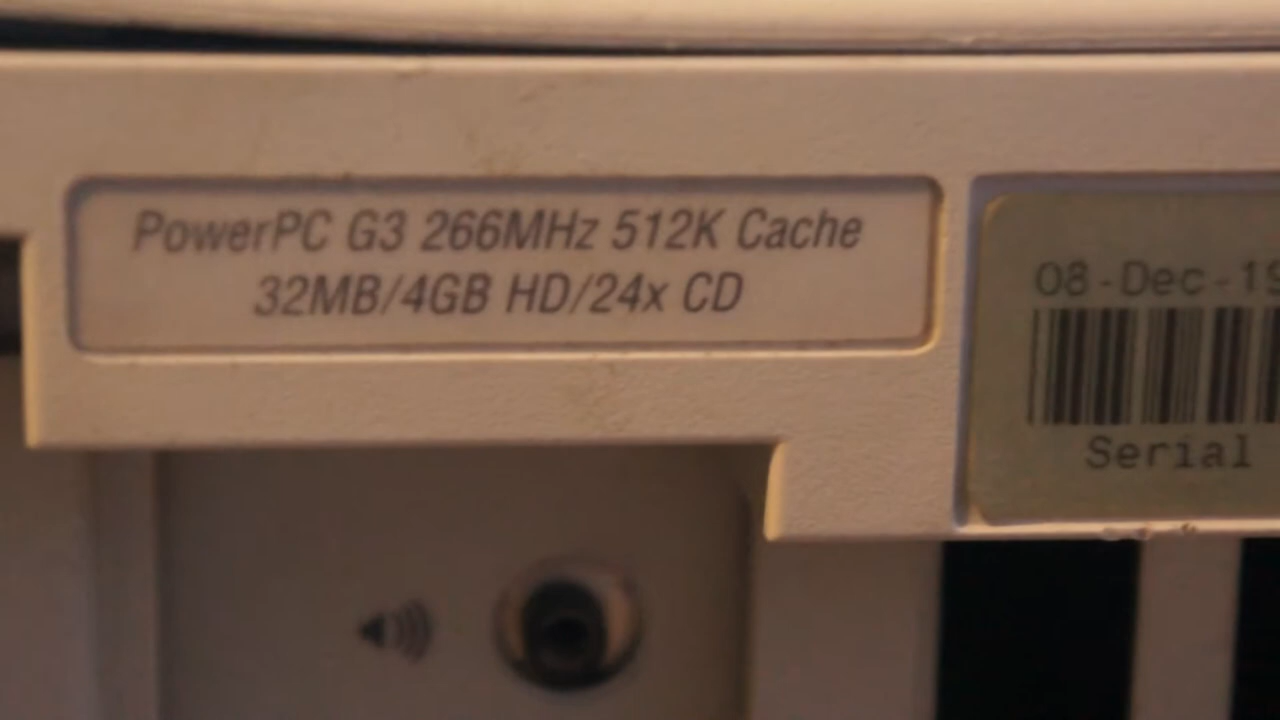 PowerPC G3 266MHz 512K Cache
32MB/4GB HD/24x CD
08-Dec-19
Serial